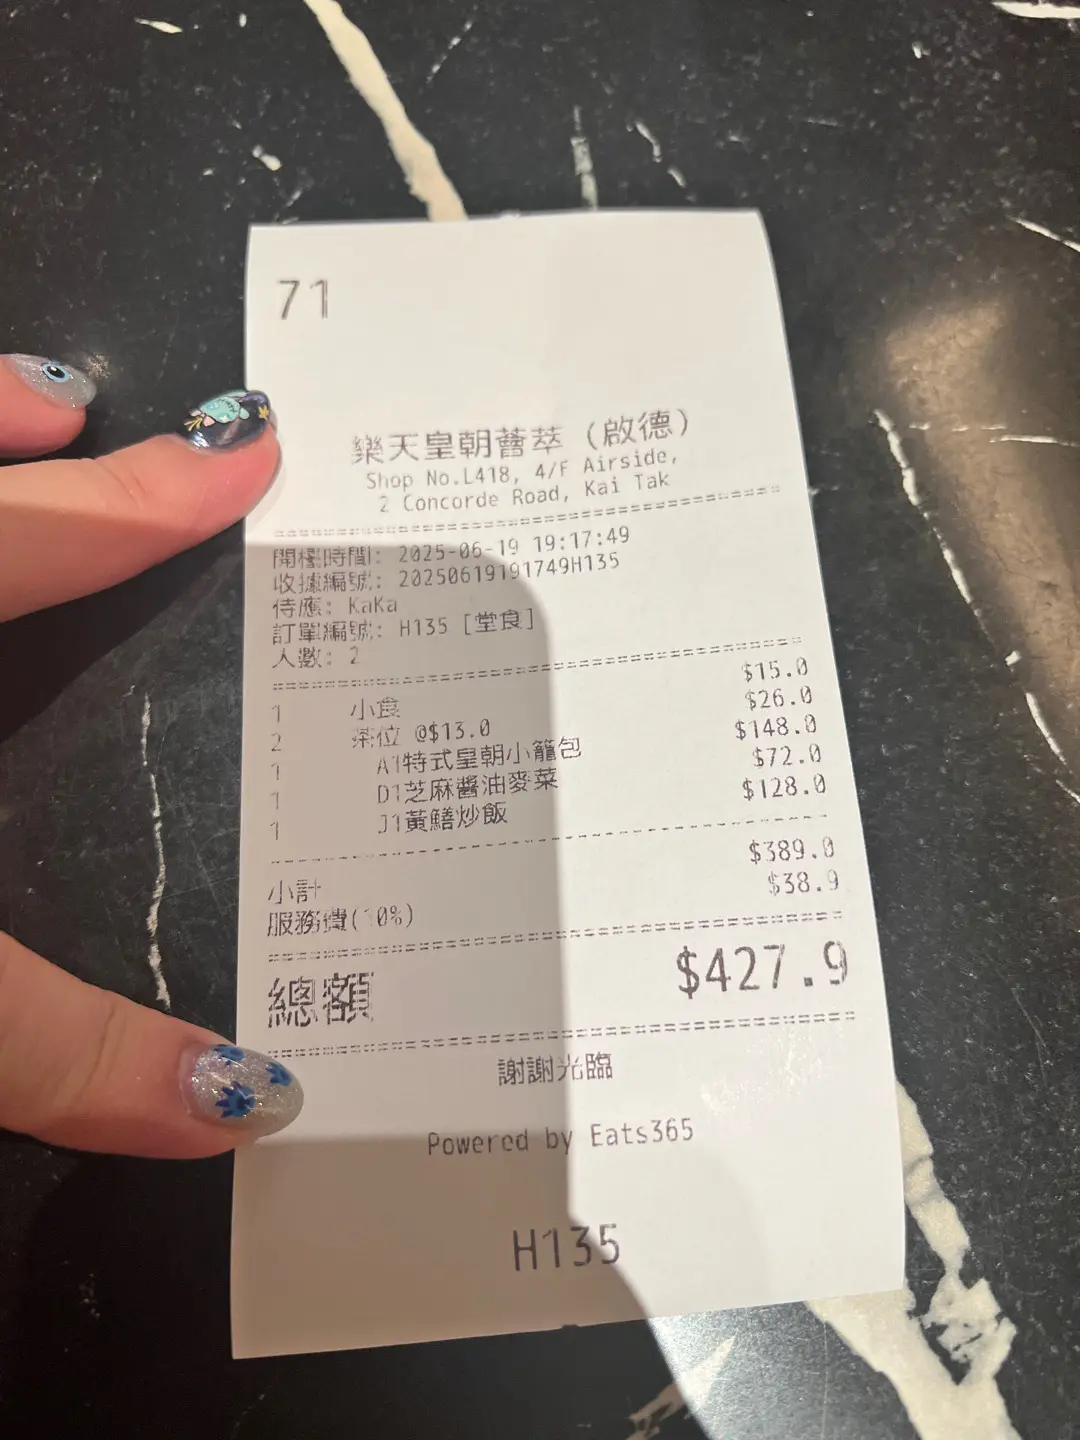 71
樂天皇朝薈萃 (啟德)
Shop No.L418, 4/F Airside,
2 Concorde Road, Kai Tak
開檯時間: 2025-06-19 19:17:49
收據編號: 20250619191749H135
侍應: KaKa
訂單編號: H135 [堂食]
人數: 2
1 小食 $15.0
2 茶位 @$13.0 $26.0
1 A1特式皇朝小籠包 $148.0
1 D1芝麻醬油麥菜 $72.0
1 J1黃鱔炒飯 $128.0
小計 $389.0
服務費(10%) $38.9
總額 $427.9
謝謝光臨
Powered by Eats365
H135